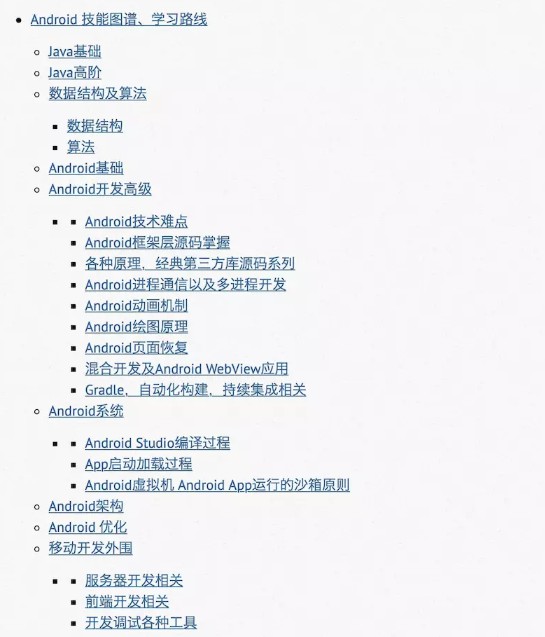 Android 技能图谱、学习路线
Java基础
Java高阶
数据结构及算法
数据结构
算法
Android基础
Android开发高级
Android技术难点
Android框架层源码掌握
各种原理，经典第三方库源码系列
Android进程通信以及多进程开发
Android动画机制
Android绘图原理
Android页面恢复
混合开发及Android WebView应用
Gradle，自动化构建，持续集成相关
Android系统
Android Studio编译过程
App启动加载过程
Android虚拟机 Android App运行的沙箱原则
Android架构
Android 优化
移动开发外围
服务器开发相关
前端开发相关
开发调试各种工具